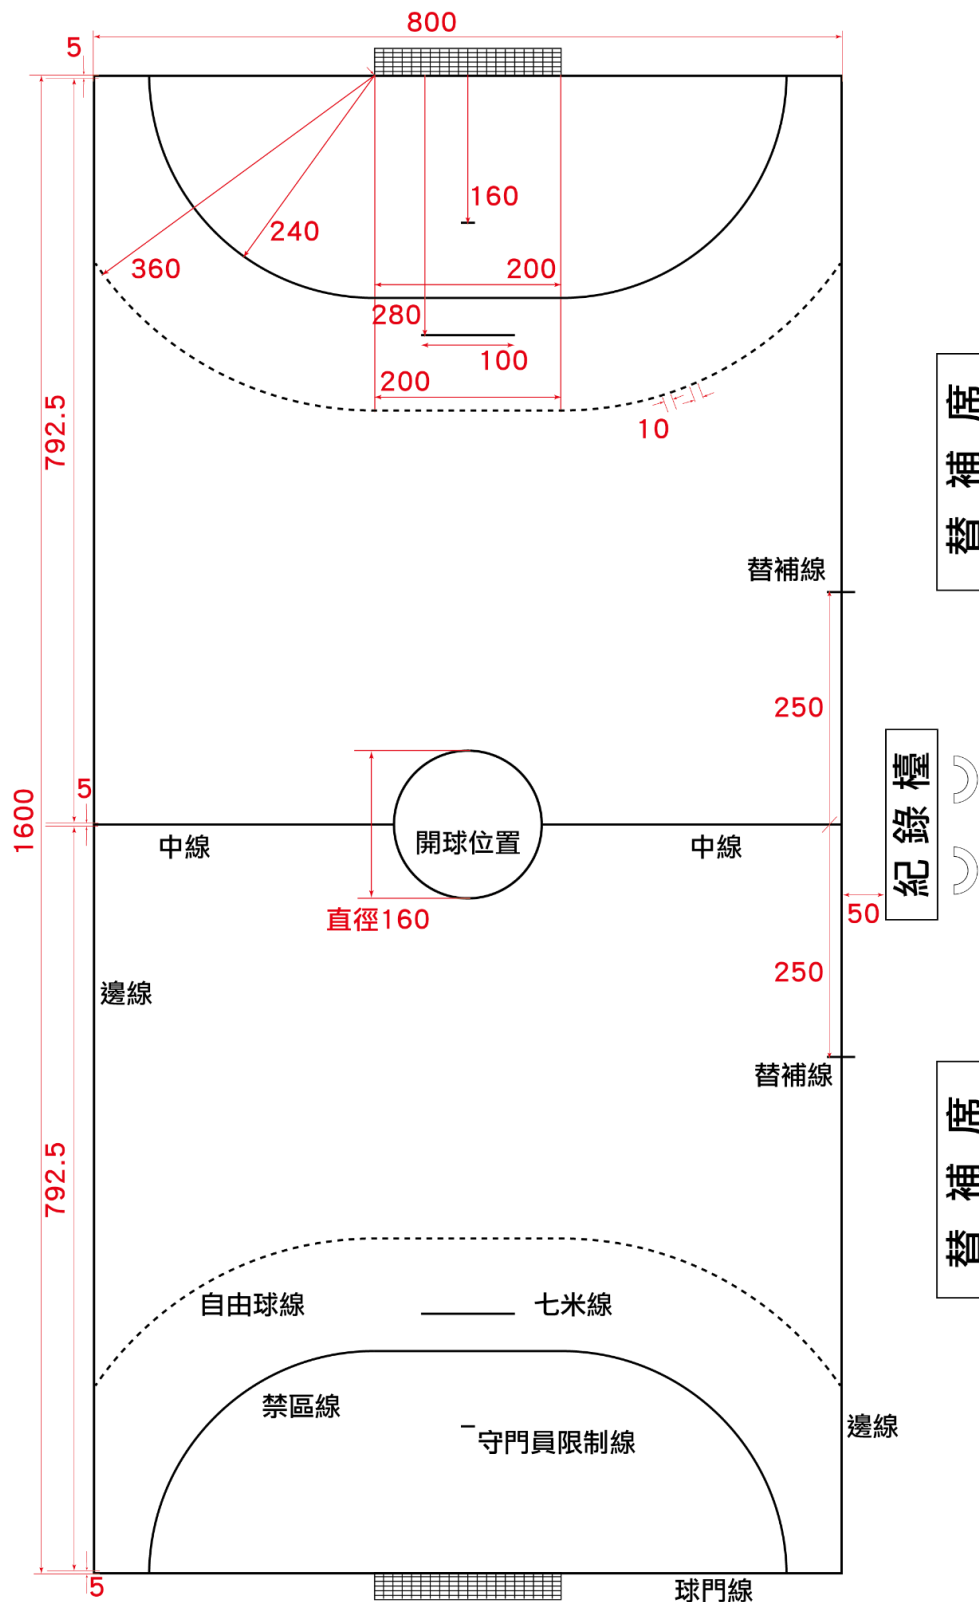 800
5
160
240
360
200
280
100
200
10
792.5
替補席
替補線
250
1600
5
紀錄檯
中線
開球位置
中線
直徑160
50
250
邊線
替補線
792.5
替補席
自由球線
七米線
禁區線
守門員限制線
邊線
5
球門線